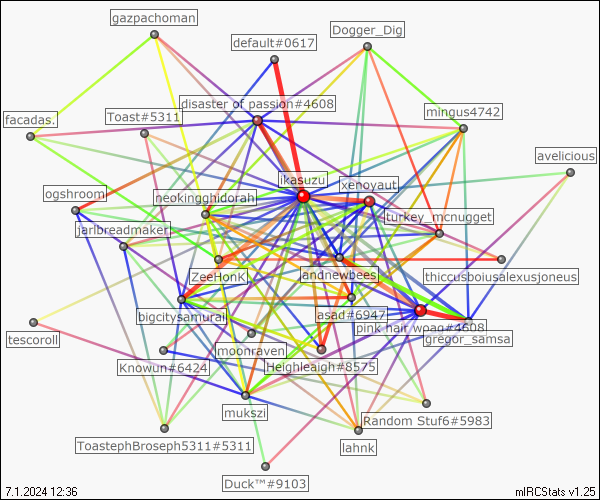 gazpachoman
Dogger_Dig
default#0617
disaster of passion#4608
mingus4742
Toast#5311
facadas.
avelicious
ikasuzu
xenoyaut
ogshroom
neokingghidorah
turkey_mcnugget
janbreadmaker
ZeeHonk
andnewbees
thiccusboiusalexusjoneus
bigcitysamurai
asad#6947
pink hair woag#4608
tescoroll
gregor_samsa
moonraven
Knowun#6424
Heighleaigh#8575
mukszi
Random Stuf6#5983
ToastephBroseph5311#5311
lahnk
Duck™#9103
7.1.2024 12:36
mIRCStats v1.25